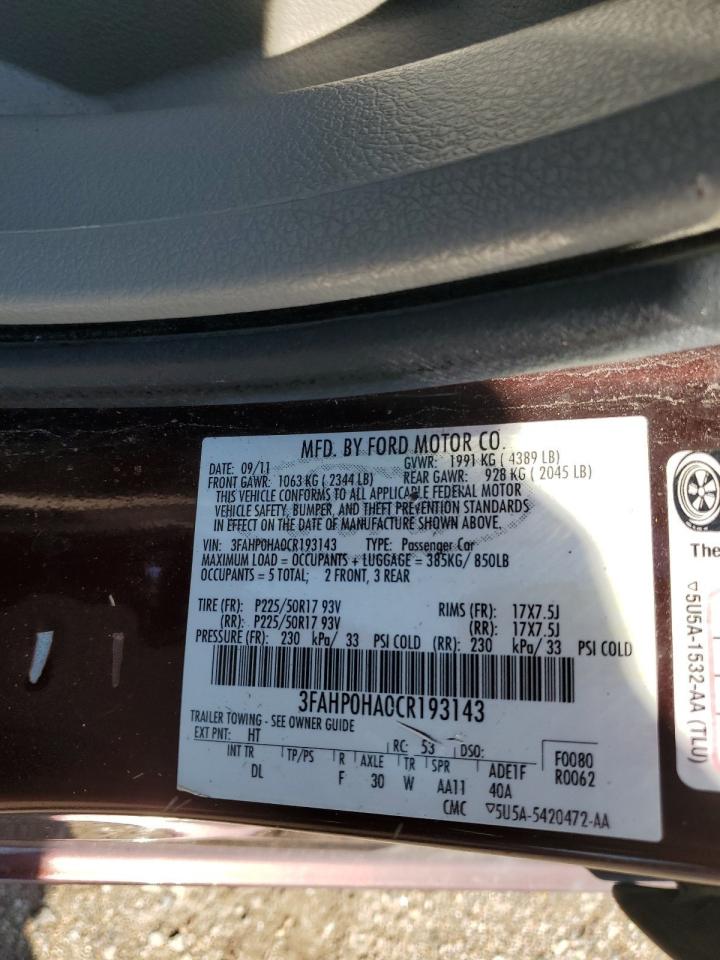 MFD. BY FORD MOTOR CO.
DATE: 09/11 GVWR: 1991 KG ( 4389 LB)
FRONT GAWR: 1063 KG ( 2344 LB) REAR GAWR: 928 KG ( 2045 LB)
THIS VEHICLE CONFORMS TO ALL APPLICABLE FEDERAL MOTOR
VEHICLE SAFETY, BUMPER, AND THEFT PREVENTION STANDARDS
IN EFFECT ON THE DATE OF MANUFACTURE SHOWN ABOVE.
VIN: 3FAHP0HA0CR193143 TYPE: Passenger Car
MAXIMUM LOAD = OCCUPANTS + LUGGAGE = 385KG/ 850LB
OCCUPANTS = 5 TOTAL; 2 FRONT, 3 REAR
TIRE (FR): P225/50R17 93V RIMS (FR): 17X7.5J
(RR): P225/50R17 93V (RR): 17X7.5J
PRESSURE (FR): 230 kPa/ 33 PSI COLD (RR): 230 kPa/ 33 PSI COLD
3FAHP0HA0CR193143
TRAILER TOWING - SEE OWNER GUIDE
EXT PNT: HT RC: 53 DSO: F0080
INT TR TP/PS R AXLE TR SPR ADE1F R0062
DL F 30 W AA11 40A
CMC ▽5U5A-5420472-AA
The
▽5U5A-1532-AA (TLU)